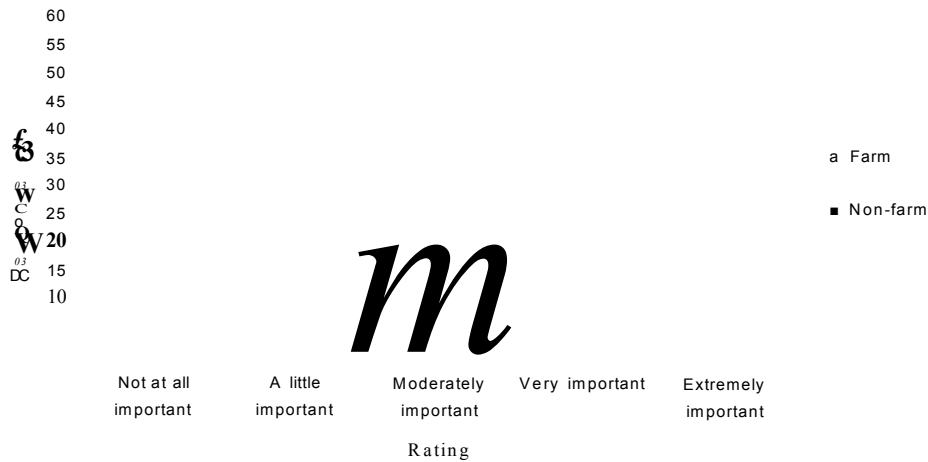 60
55
50
45
40
35
30
25
20
15
10
a Farm
■ Non-farm
m
Not at all important
A little important
Moderately important
Very important
Extremely important
Rating